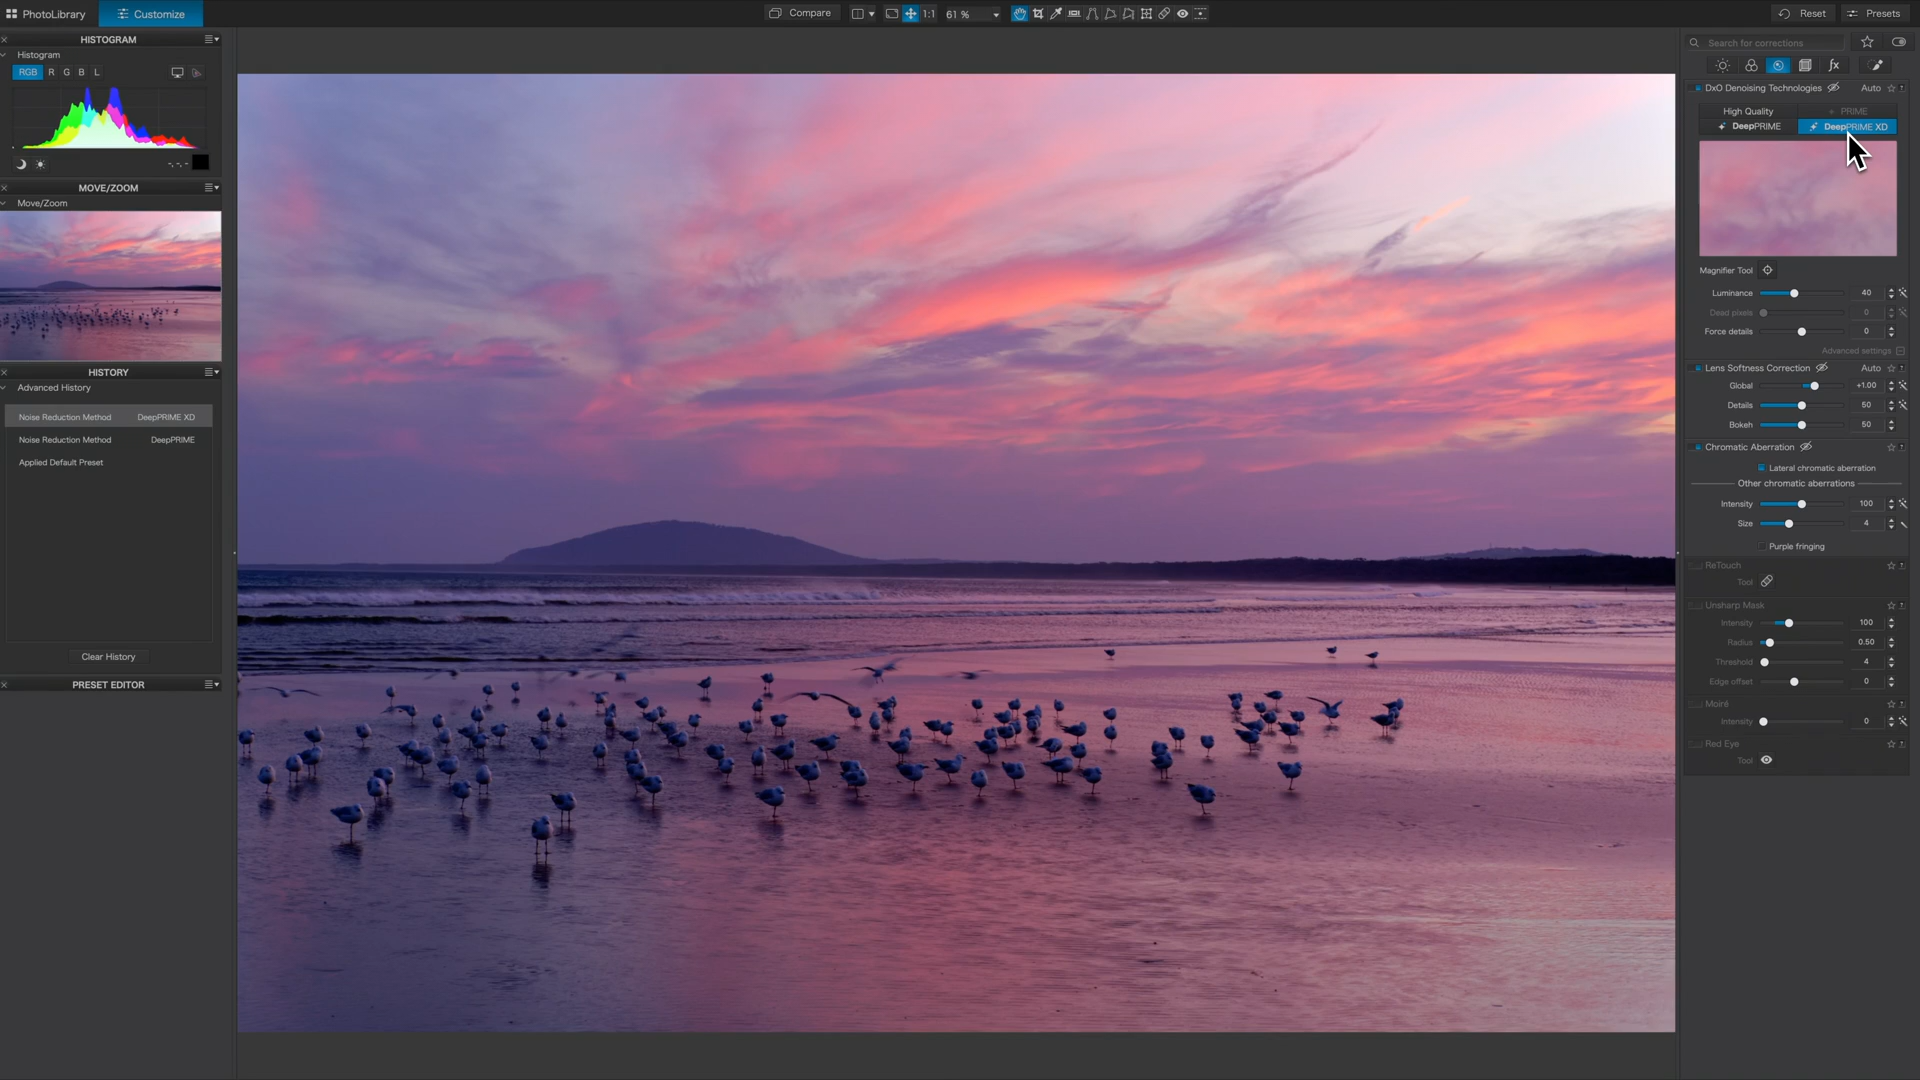 PhotoLibrary
Customize
Compare
1:1
61 %
Reset
Presets
HISTOGRAM
Histogram
RGB R G B L
-,-,-
MOVE/ZOOM
Move/Zoom
HISTORY
Advanced History
Noise Reduction Method DeepPRIME XD
Noise Reduction Method DeepPRIME
Applied Default Preset
Clear History
PRESET EDITOR
Search for corrections
fx
DxO Denoising Technologies Auto
High Quality PRIME
DeepPRIME DeepPRIME XD
Magnifier Tool
Luminance 40
Dead pixels 0
Force details 0
Advanced settings
Lens Softness Correction Auto
Global +1.00
Details 50
Bokeh 50
Chromatic Aberration
Lateral chromatic aberration
Other chromatic aberrations
Intensity 100
Size 4
Purple fringing
ReTouch
Tool
Unsharp Mask
Intensity 100
Radius 0.50
Threshold 4
Edge offset 0
Moiré
Intensity 0
Red Eye
Tool